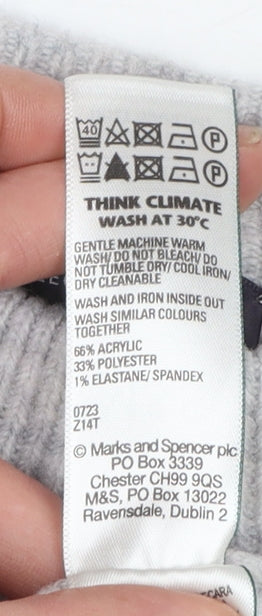 40 P
P
THINK CLIMATE
WASH AT 30°C
GENTLE MACHINE WARM
WASH/ DO NOT BLEACH/ DO
NOT TUMBLE DRY/ COOL IRON/
DRY CLEANABLE
WASH AND IRON INSIDE OUT
WASH SIMILAR COLOURS
TOGETHER
66% ACRYLIC
33% POLYESTER
1% ELASTANE/ SPANDEX
0723
Z14T
© Marks and Spencer plc
PO Box 3339
Chester CH99 9QS
M&S, PO Box 13022
Ravensdale, Dublin 2